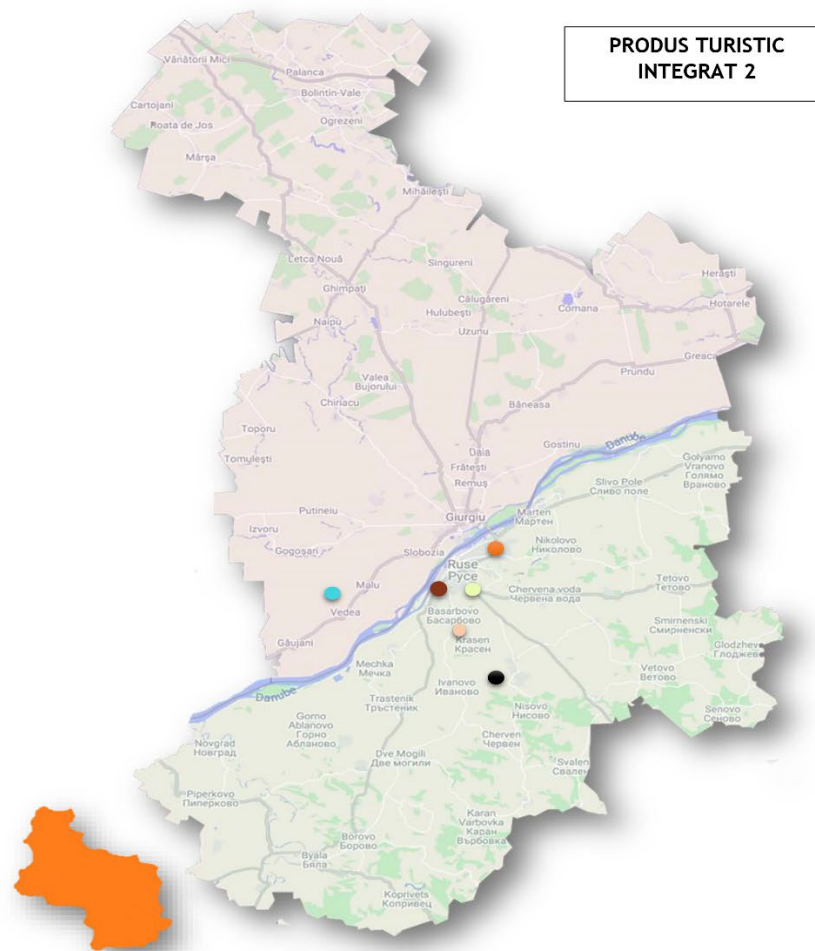 PRODUS TURISTIC
INTEGRAT 2
Vânătorii Mici
Palanca
Bolintin-Vale
Cartojani
Ogrezeni
Roata de Jos
Mârșa
Mihăilești
Letca Nouă
Singureni
Herăști
Ghimpați
Călugăreni
Comana
Hotarele
Hulubești
Naipu
Uzunu
Greaca
Prundu
Valea
Bujorului
Chiriacu
Băneasa
Toporu
Gostinu
Danube
Daia
Tomulești
Frătești
Golyamo
Vranovo
Голямо
Враново
Remuș
Slivo Pole
Сливо поле
Putineiu
Giurgiu
Marten
Мартен
Izvoru
Gogoșari
Slobozia
Nikolovo
Николово
Ruse
Русе
Malu
Tetovo
Тетово
Chervena voda
Червена вода
Vedea
Basarbovo
Басарбово
Smirnenski
Смирненски
Găujani
Krasen
Красен
Glodzhev
Глоджев
Mechka
Мечка
Vetovo
Ветово
Ivanovo
Иваново
Danube
Trastenik
Тръстеник
Nisovo
Нисово
Senovo
Сеново
Gorno
Ablanovo
Горно
Абланово
Cherven
Червен
Novgrad
Новград
Dve Mogili
Две могили
Svalen
Свален
Piperkovo
Пиперково
Karan
Varbovka
Каран
Върбовка
Borovo
Борово
Byala
Бяла
Koprivets
Копривец